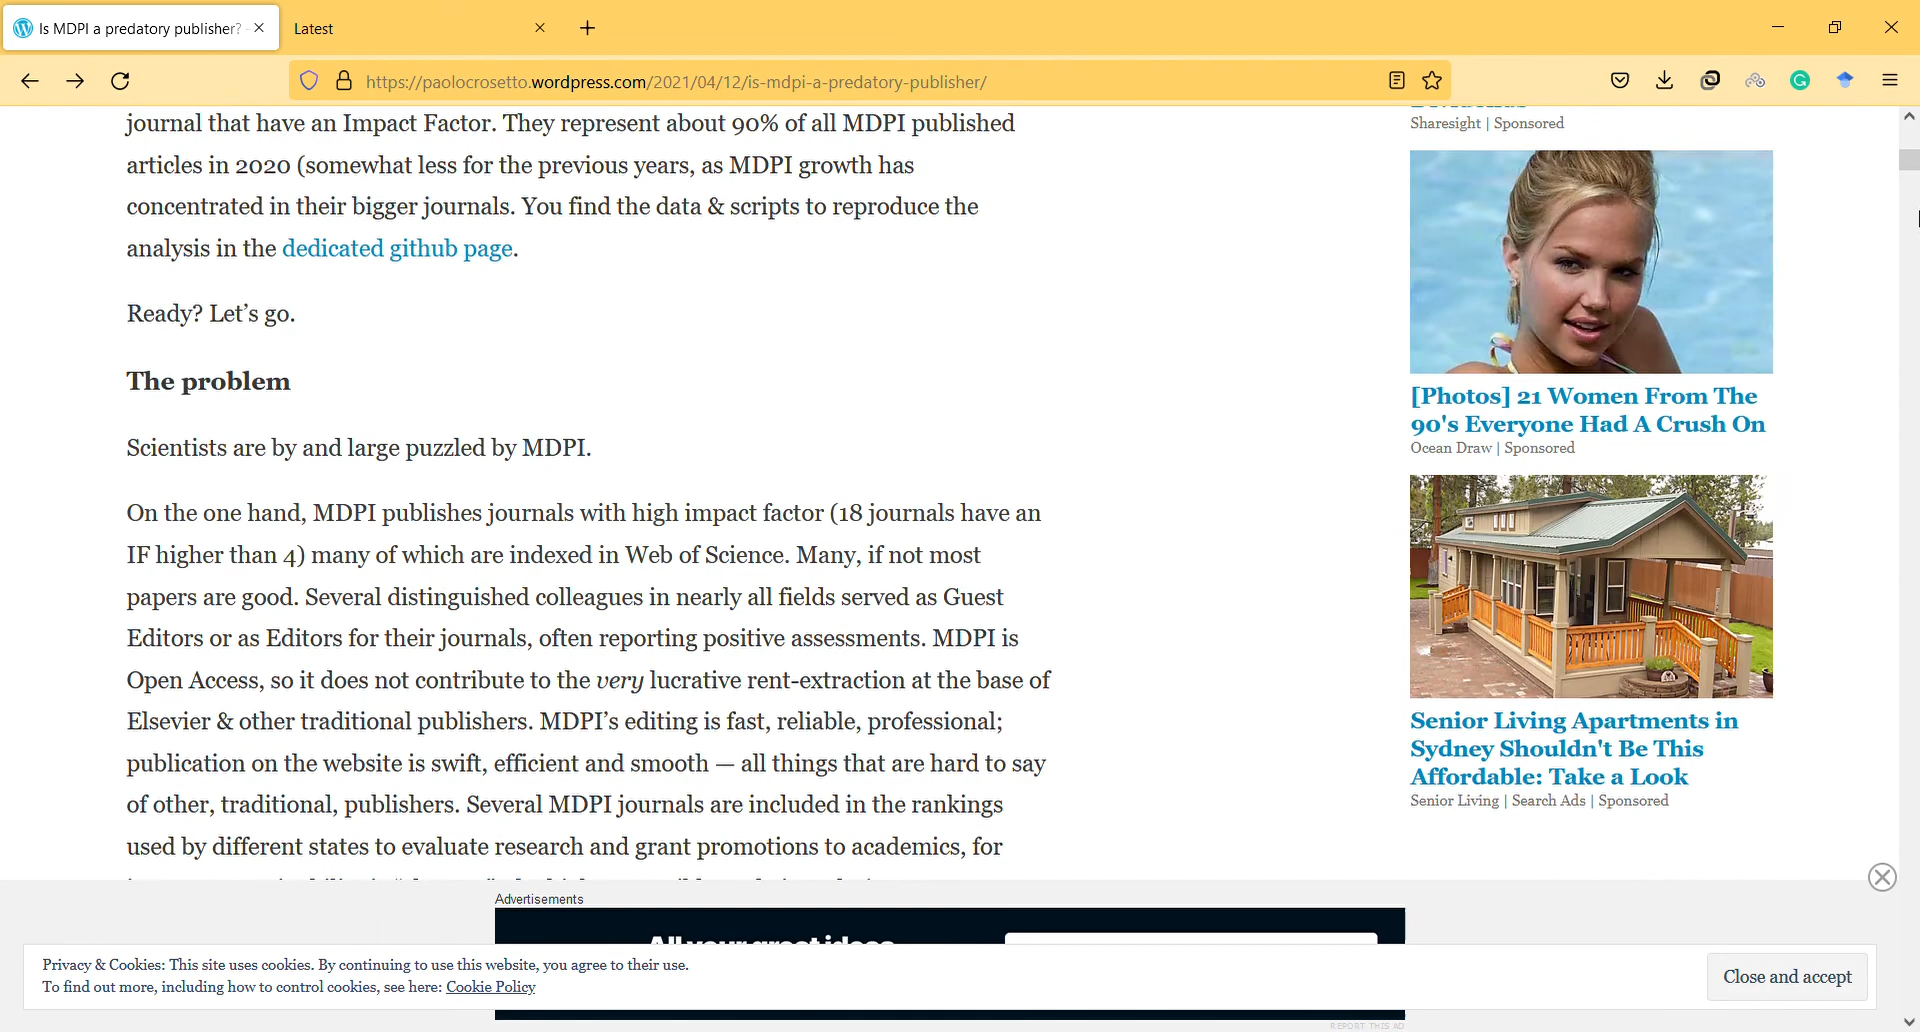 Is MDPI a predatory publisher? -
Latest
https://paolocrosetto.wordpress.com/2021/04/12/is-mdpi-a-predatory-publisher/
journal that have an Impact Factor. They represent about 90% of all MDPI published
articles in 2020 (somewhat less for the previous years, as MDPI growth has
concentrated in their bigger journals. You find the data & scripts to reproduce the
analysis in the dedicated github page.
Ready? Let’s go.
The problem
Scientists are by and large puzzled by MDPI.
On the one hand, MDPI publishes journals with high impact factor (18 journals have an
IF higher than 4) many of which are indexed in Web of Science. Many, if not most
papers are good. Several distinguished colleagues in nearly all fields served as Guest
Editors or as Editors for their journals, often reporting positive assessments. MDPI is
Open Access, so it does not contribute to the very lucrative rent-extraction at the base of
Elsevier & other traditional publishers. MDPI’s editing is fast, reliable, professional;
publication on the website is swift, efficient and smooth — all things that are hard to say
of other, traditional, publishers. Several MDPI journals are included in the rankings
used by different states to evaluate research and grant promotions to academics, for
Sharesight | Sponsored
[Photos] 21 Women From The
90's Everyone Had A Crush On
Ocean Draw | Sponsored
Senior Living Apartments in
Sydney Shouldn't Be This
Affordable: Take a Look
Senior Living | Search Ads | Sponsored
Advertisements
All your great ideas
Privacy & Cookies: This site uses cookies. By continuing to use this website, you agree to their use.
To find out more, including how to control cookies, see here: Cookie Policy
Close and accept
REPORT THIS AD